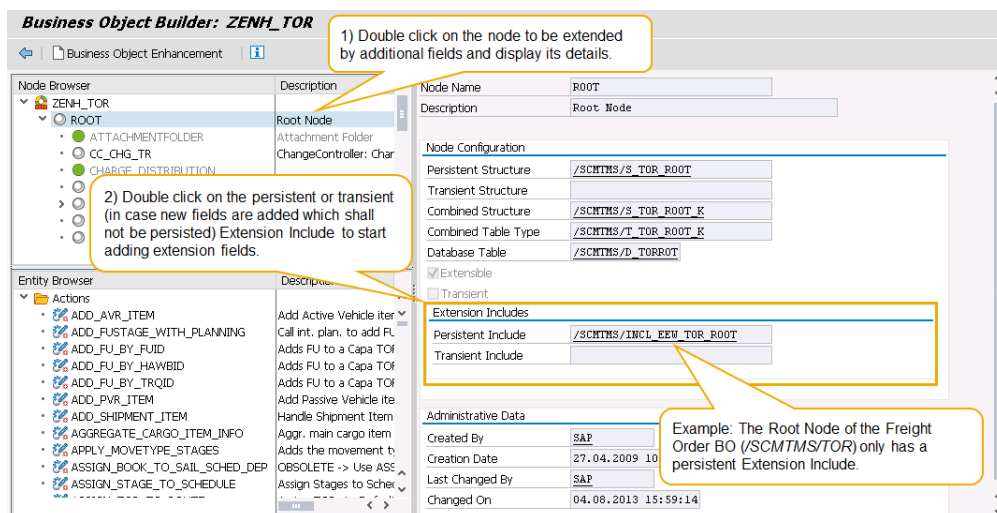 Business Object Builder: ZENH_TOR
Business Object Enhancement
1) Double click on the node to be extended
by additional fields and display its details.
Node Browser
Description
ZENH_TOR
ROOT
Root Node
ATTACHMENTFOLDER
Attachment Folder
CC_CHG_TR
ChangeController: Char
CHARGE_DISTRIBUTION
2) Double click on the persistent or transient
(in case new fields are added which shall
not be persisted) Extension Include to start
adding extension fields.
Entity Browser
Description
Actions
ADD_AVR_ITEM
Add Active Vehicle iter
ADD_FUSTAGE_WITH_PLANNING
Call int. plan. to add FU
ADD_FU_BY_FUID
Adds FU to a Capa TOR
ADD_FU_BY_HAWBID
Adds FU to a Capa TOR
ADD_FU_BY_TRQID
Adds FU to a Capa TOR
ADD_PVR_ITEM
Add Passive Vehicle ite
ADD_SHIPMENT_ITEM
Handle Shipment Item
AGGREGATE_CARGO_ITEM_INFO
Aggr. main cargo item
APPLY_MOVETYPE_STAGES
Adds the movement ty
ASSIGN_BOOK_TO_SAIL_SCHED_DEP
OBSOLETE -> Use ASS
ASSIGN_STAGE_TO_SCHEDULE
Assign Stages to Sched
Node Name
ROOT
Description
Root Node
Node Configuration
Persistent Structure
/SCMTMS/S_TOR_ROOT
Transient Structure
Combined Structure
/SCMTMS/S_TOR_ROOT_K
Combined Table Type
/SCMTMS/T_TOR_ROOT_K
Database Table
/SCMTMS/D_TORROT
Extensible
Transient
Extension Includes
Persistent Include
/SCMTMS/INCL_EEW_TOR_ROOT
Transient Include
Administrative Data
Created By
SAP
Creation Date
27.04.2009 10
Last Changed By
SAP
Changed On
04.08.2013 15:59:14
Example: The Root Node of the Freight
Order BO (/SCMTMS/TOR) only has a
persistent Extension Include.